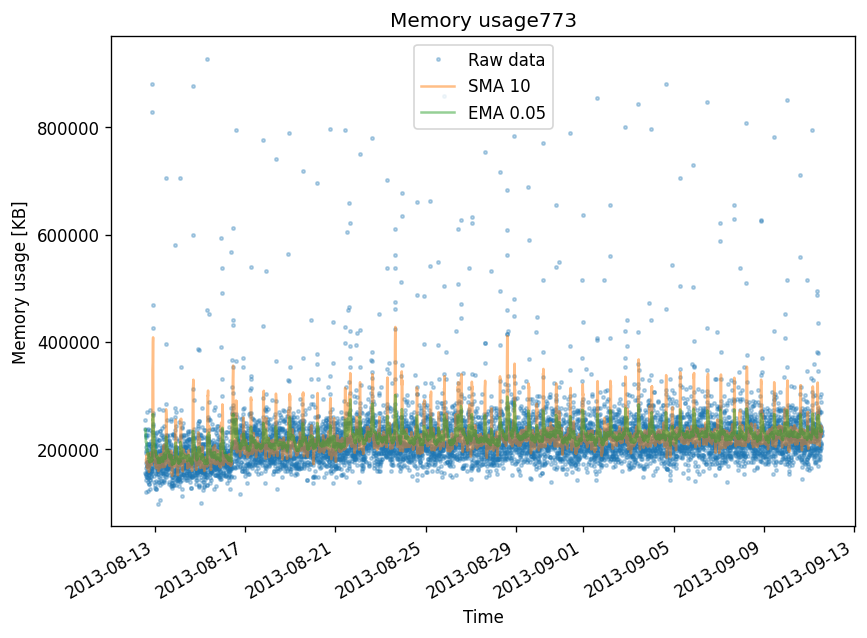 Memory usage773
Raw data
SMA 10
EMA 0.05
Memory usage [KB]
800000
600000
400000
200000
2013-08-13
2013-08-17
2013-08-21
2013-08-25
2013-08-29
2013-09-01
2013-09-05
2013-09-09
2013-09-13
Time